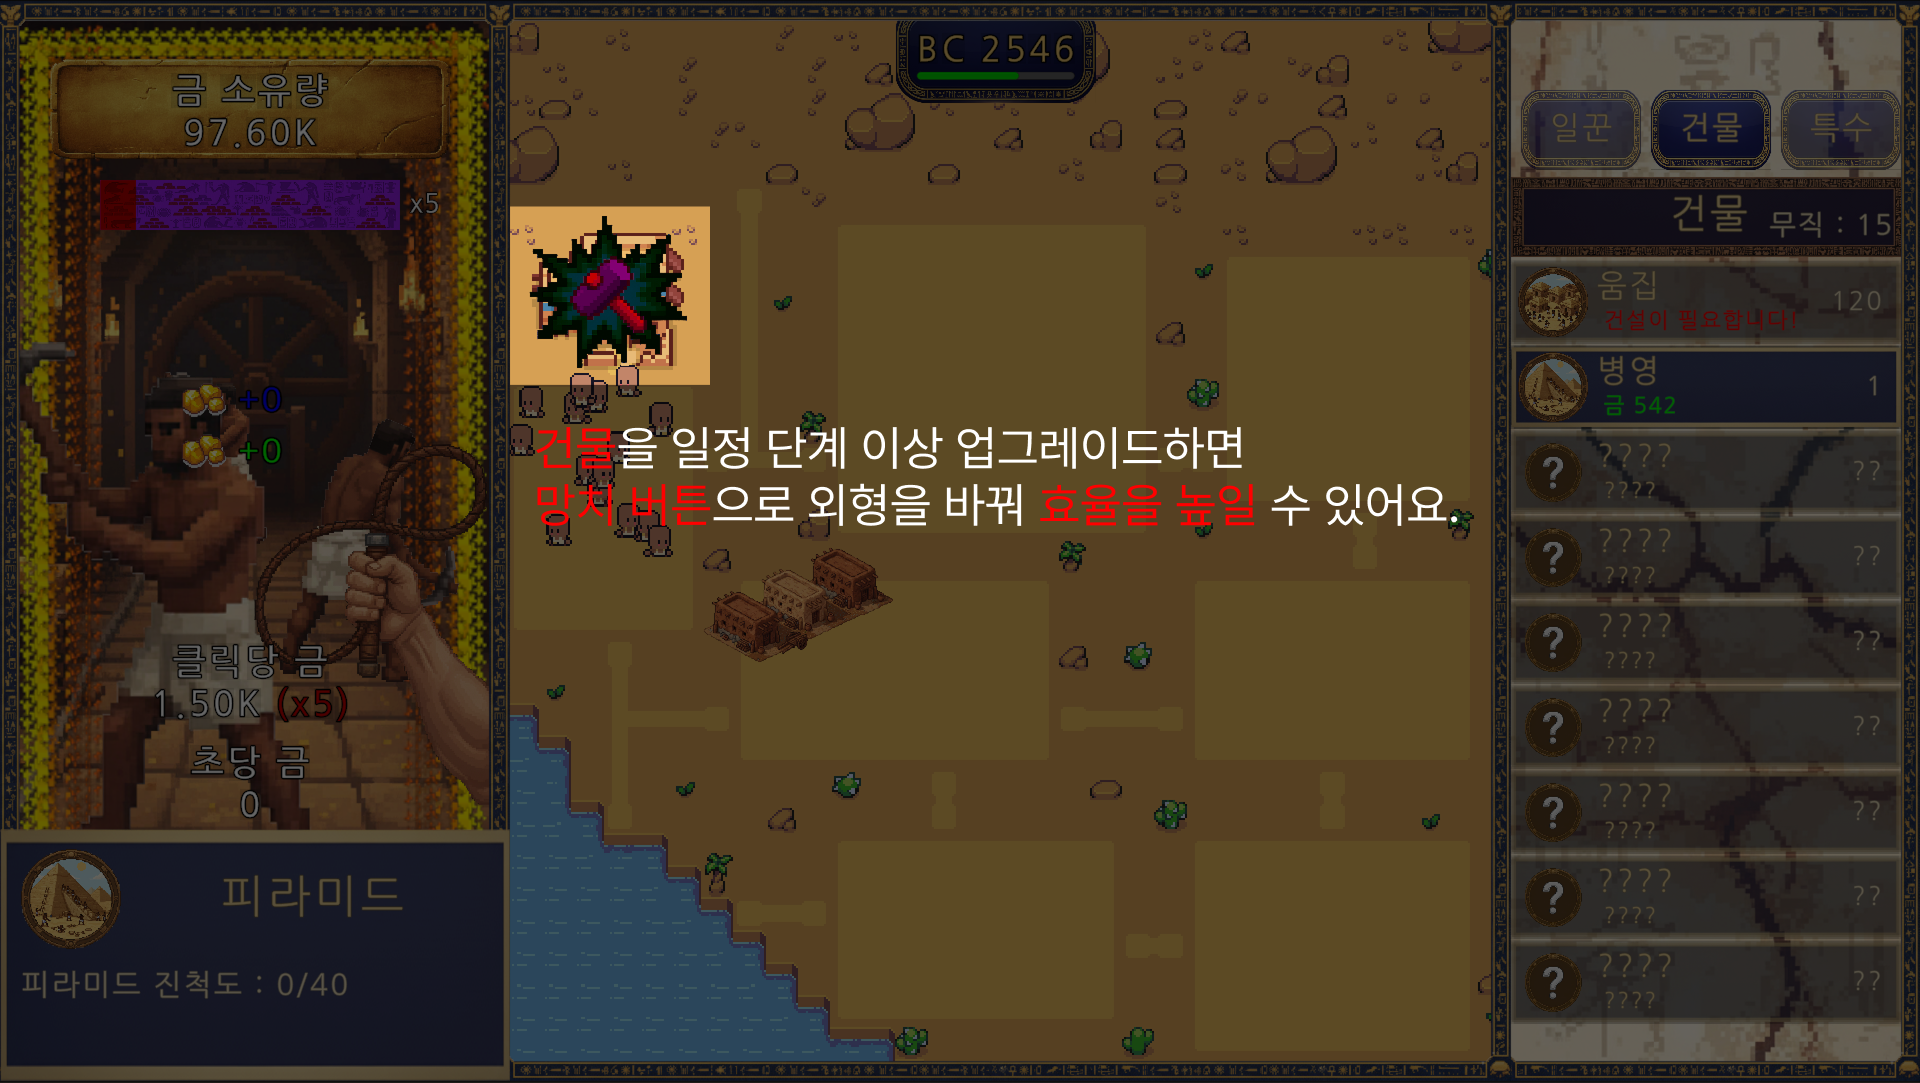 금 소유량
97.60K
x5
+0
+0
클릭당 금
1.50K (x5)
초당 금
0
피라미드
피라미드 진척도 : 0/40
BC 2546
건물을 일정 단계 이상 업그레이드하면
망치 버튼으로 외형을 바꿔 효율을 높일 수 있어요.
일꾼 건물 특수
건물 무직 : 15
움집 120
건설이 필요합니다!
병영 1
금 542
? ???? ??
????
? ???? ??
????
? ???? ??
????
? ???? ??
????
? ???? ??
????
? ???? ??
????
? ???? ??
????